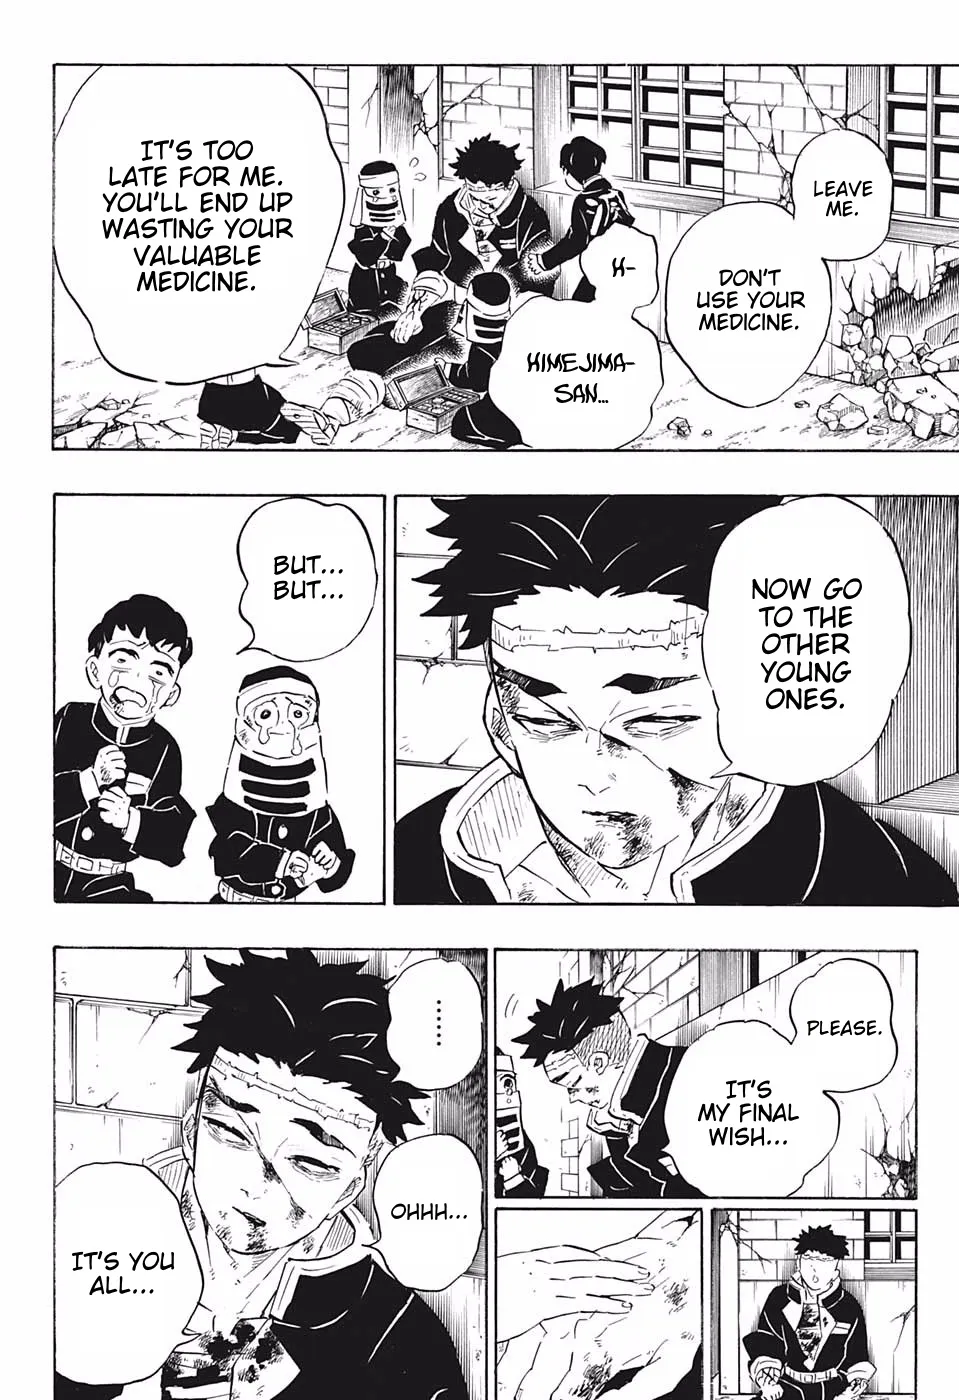 LEAVE
ME.
DON'T
USE YOUR
MEDICINE.
H-
HIMEJIMA-
SAN...
IT'S TOO
LATE FOR ME.
YOU'LL END UP
WASTING YOUR
VALUABLE
MEDICINE.
NOW GO
TO THE
OTHER
YOUNG
ONES.
BUT...
BUT...
PLEASE.
IT'S
MY FINAL
WISH...
......
OHHH...
IT'S YOU
ALL...